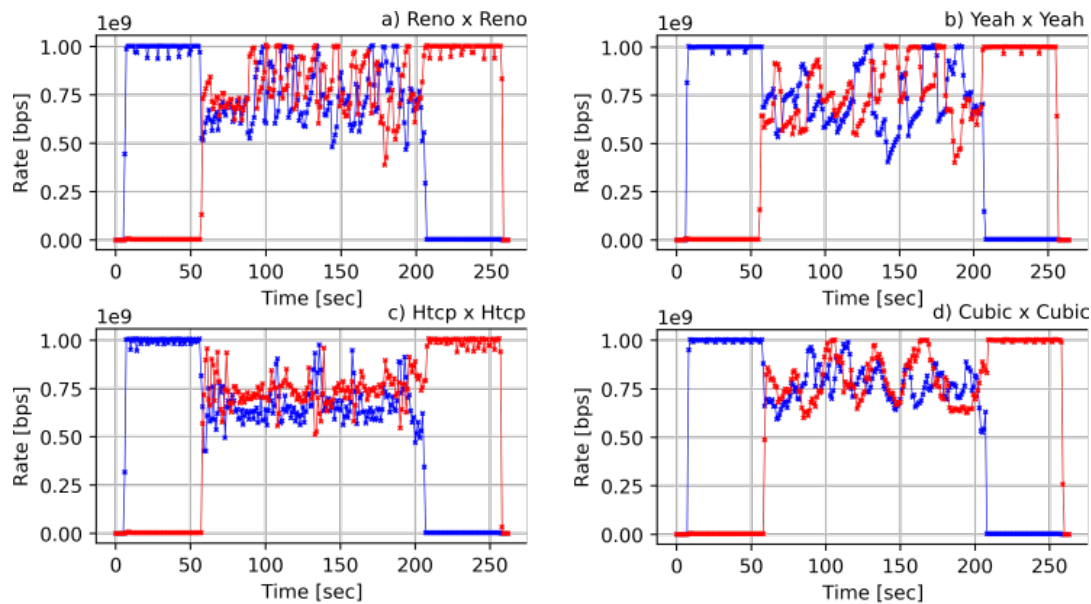 1e9
a) Reno x Reno
1.00
0.75
0.50
0.25
0.00
Rate [bps]
0 50 100 150 200 250
Time [sec]
1e9
b) Yeah x Yeah
1.00
0.75
0.50
0.25
0.00
Rate [bps]
0 50 100 150 200 250
Time [sec]
1e9
c) Htcp x Htcp
1.00
0.75
0.50
0.25
0.00
Rate [bps]
0 50 100 150 200 250
Time [sec]
1e9
d) Cubic x Cubic
1.00
0.75
0.50
0.25
0.00
Rate [bps]
0 50 100 150 200 250
Time [sec]